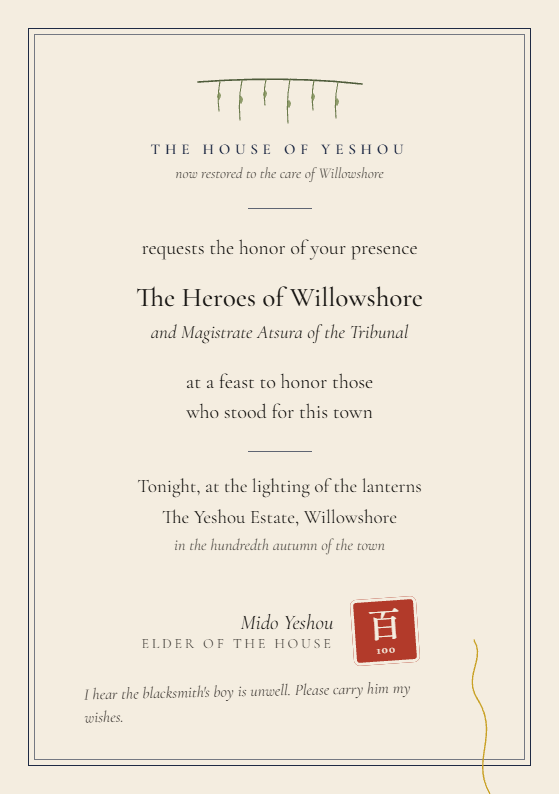 THE HOUSE OF YESHOU
now restored to the care of Willowshore
requests the honor of your presence
The Heroes of Willowshore
and Magistrate Atsura of the Tribunal
at a feast to honor those
who stood for this town
Tonight, at the lighting of the lanterns
The Yeshou Estate, Willowshore
in the hundredth autumn of the town
Mido Yeshou
ELDER OF THE HOUSE
百
100
I hear the blacksmith's boy is unwell. Please carry him my
wishes.